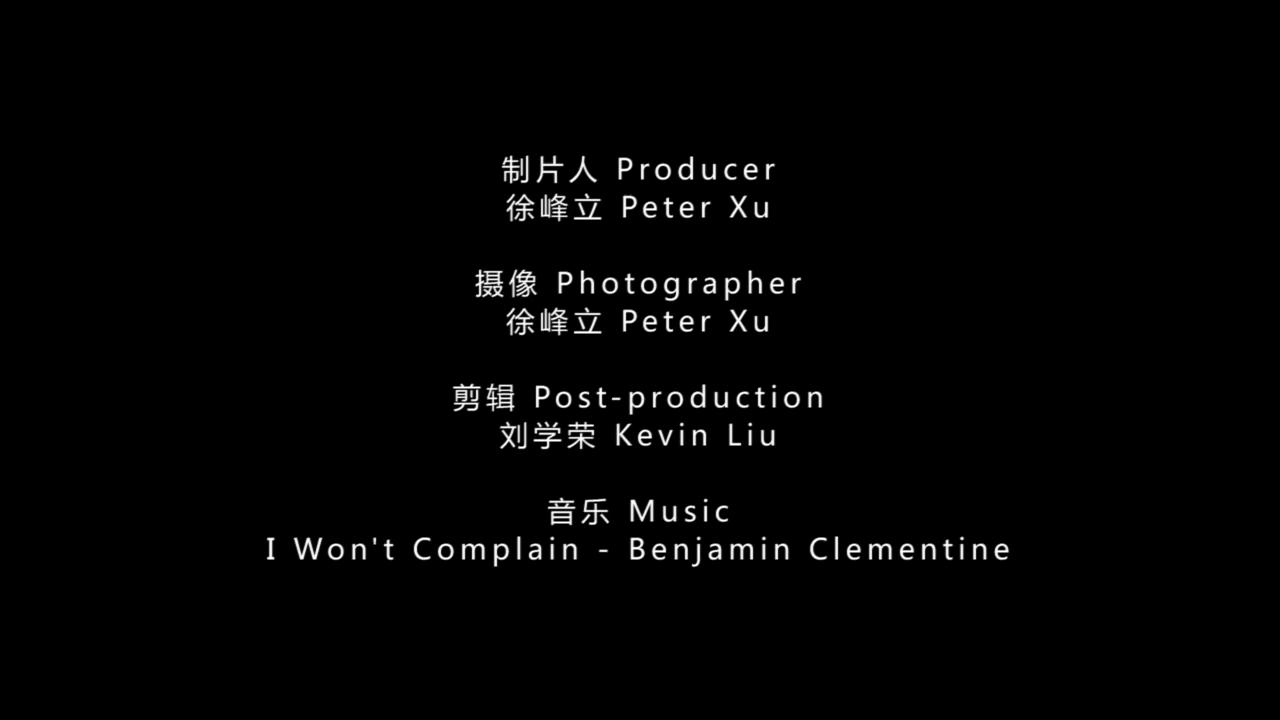 制片人 Producer
徐峰立 Peter Xu
摄像 Photographer
徐峰立 Peter Xu
剪辑 Post-production
刘学荣 Kevin Liu
音乐 Music
I Won't Complain - Benjamin Clementine